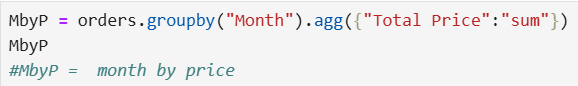 MbyP = orders.groupby("Month").agg({"Total Price":"sum"})
MbyP
#MbyP =  month by price